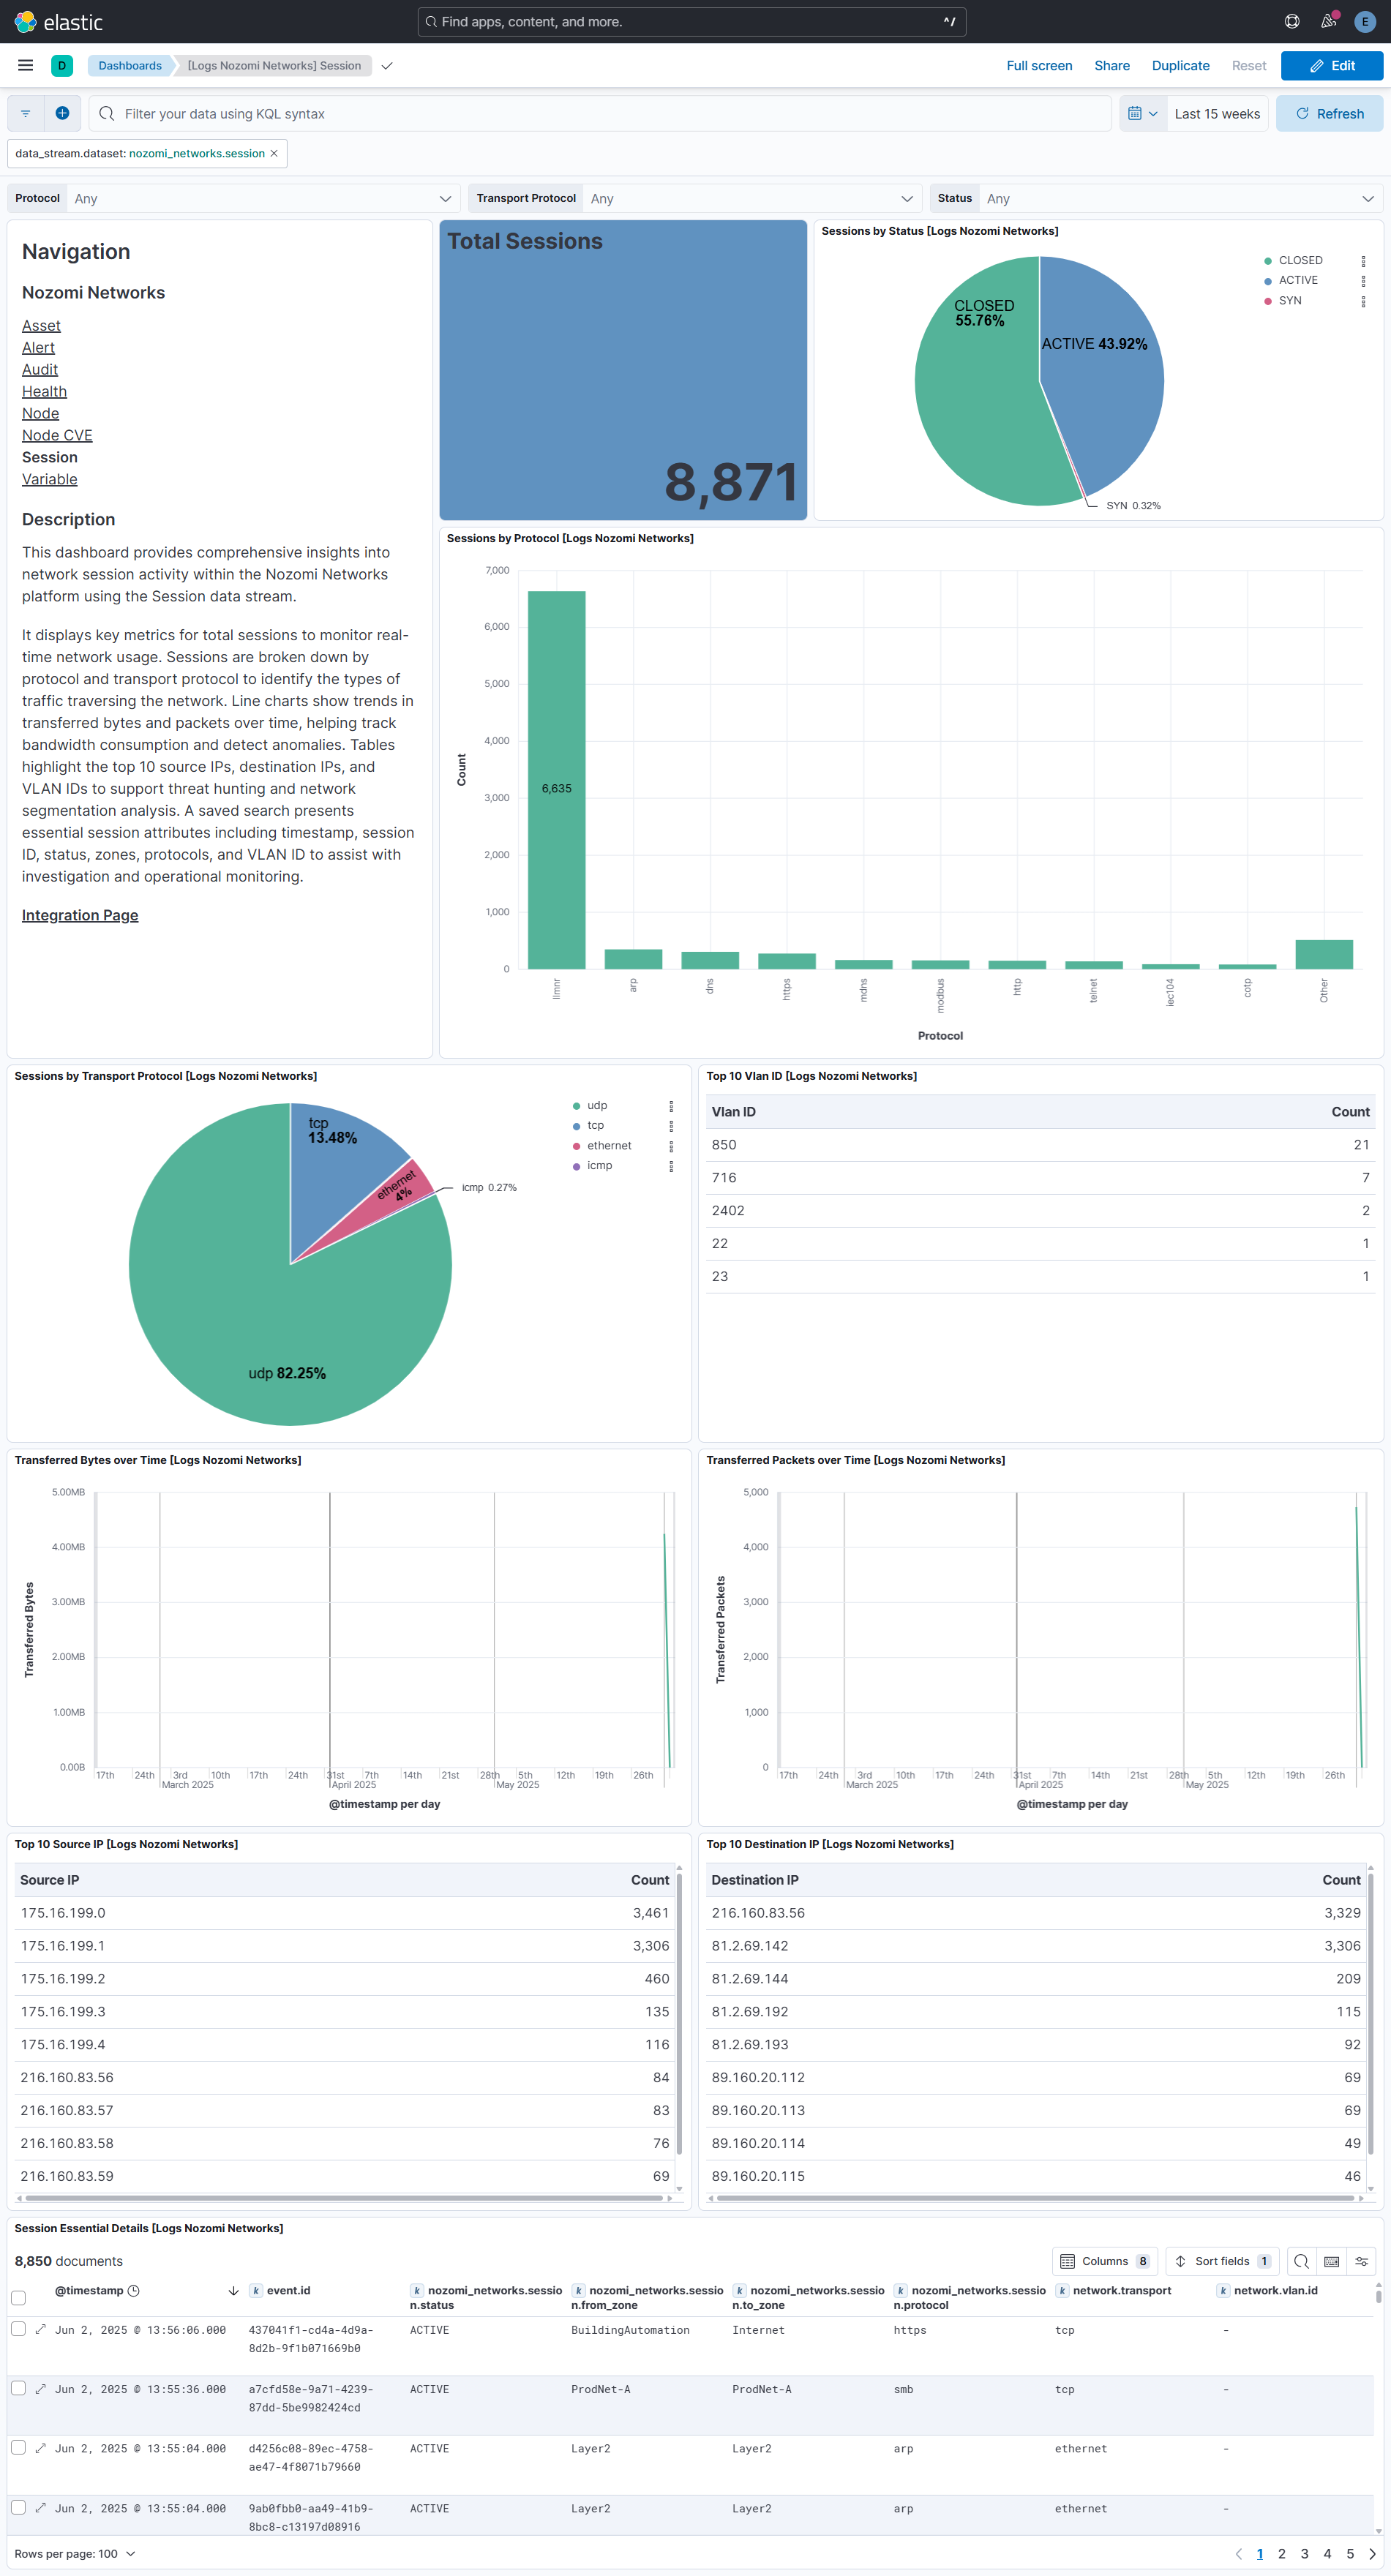 elastic
Find apps, content, and more.
^/
E
D
Dashboards
[Logs Nozomi Networks] Session
Full screen
Share
Duplicate
Reset
Edit
Filter your data using KQL syntax
Last 15 weeks
Refresh
data_stream.dataset: nozomi_networks.session ×
Protocol Any
Transport Protocol Any
Status Any
Navigation
Nozomi Networks
Asset
Alert
Audit
Health
Node
Node CVE
Session
Variable
Description
This dashboard provides comprehensive insights into
network session activity within the Nozomi Networks
platform using the Session data stream.
It displays key metrics for total sessions to monitor real-
time network usage. Sessions are broken down by
protocol and transport protocol to identify the types of
traffic traversing the network. Line charts show trends in
transferred bytes and packets over time, helping track
bandwidth consumption and detect anomalies. Tables
highlight the top 10 source IPs, destination IPs, and
VLAN IDs to support threat hunting and network
segmentation analysis. A saved search presents
essential session attributes including timestamp, session
ID, status, zones, protocols, and VLAN ID to assist with
investigation and operational monitoring.
Integration Page
Total Sessions
8,871
Sessions by Status [Logs Nozomi Networks]
CLOSED
55.76%
ACTIVE 43.92%
SYN 0.32%
CLOSED
ACTIVE
SYN
Sessions by Protocol [Logs Nozomi Networks]
7,000
6,000
5,000
4,000
3,000
2,000
1,000
0
Count
6,635
llmnr
arp
dns
https
mdns
modbus
http
telnet
iec104
cotp
Other
Protocol
Sessions by Transport Protocol [Logs Nozomi Networks]
tcp
13.48%
ethernet
4%
icmp 0.27%
udp 82.25%
udp
tcp
ethernet
icmp
Top 10 Vlan ID [Logs Nozomi Networks]
Vlan ID Count
850 21
716 7
2402 2
22 1
23 1
Transferred Bytes over Time [Logs Nozomi Networks]
5.00MB
4.00MB
3.00MB
2.00MB
1.00MB
0.00B
Transferred Bytes
17th 24th 3rd 10th 17th 24th 31st 7th 14th 21st 28th 5th 12th 19th 26th
March 2025 April 2025 May 2025
@timestamp per day
Transferred Packets over Time [Logs Nozomi Networks]
5,000
4,000
3,000
2,000
1,000
0
Transferred Packets
17th 24th 3rd 10th 17th 24th 31st 7th 14th 21st 28th 5th 12th 19th 26th
March 2025 April 2025 May 2025
@timestamp per day
Top 10 Source IP [Logs Nozomi Networks]
Source IP Count
175.16.199.0 3,461
175.16.199.1 3,306
175.16.199.2 460
175.16.199.3 135
175.16.199.4 116
216.160.83.56 84
216.160.83.57 83
216.160.83.58 76
216.160.83.59 69
Top 10 Destination IP [Logs Nozomi Networks]
Destination IP Count
216.160.83.56 3,329
81.2.69.142 3,306
81.2.69.144 209
81.2.69.192 115
81.2.69.193 92
89.160.20.112 69
89.160.20.113 69
89.160.20.114 49
89.160.20.115 46
Session Essential Details [Logs Nozomi Networks]
8,850 documents
Columns 8
Sort fields 1
@timestamp
k event.id
k nozomi_networks.sessio
n.status
k nozomi_networks.sessio
n.from_zone
k nozomi_networks.sessio
n.to_zone
k nozomi_networks.sessio
n.protocol
k network.transport
k network.vlan.id
Jun 2, 2025 @ 13:56:06.000 437041f1-cd4a-4d9a- ACTIVE BuildingAutomation Internet https tcp -
8d2b-9f1b071669b0
Jun 2, 2025 @ 13:55:36.000 a7cfd58e-9a71-4239- ACTIVE ProdNet-A ProdNet-A smb tcp -
87dd-5be9982424cd
Jun 2, 2025 @ 13:55:04.000 d4256c08-89ec-4758- ACTIVE Layer2 Layer2 arp ethernet -
ae47-4f8071b79660
Jun 2, 2025 @ 13:55:04.000 9ab0fbb0-aa49-41b9- ACTIVE Layer2 Layer2 arp ethernet -
8bc8-c13197d08916
Rows per page: 100
1 2 3 4 5